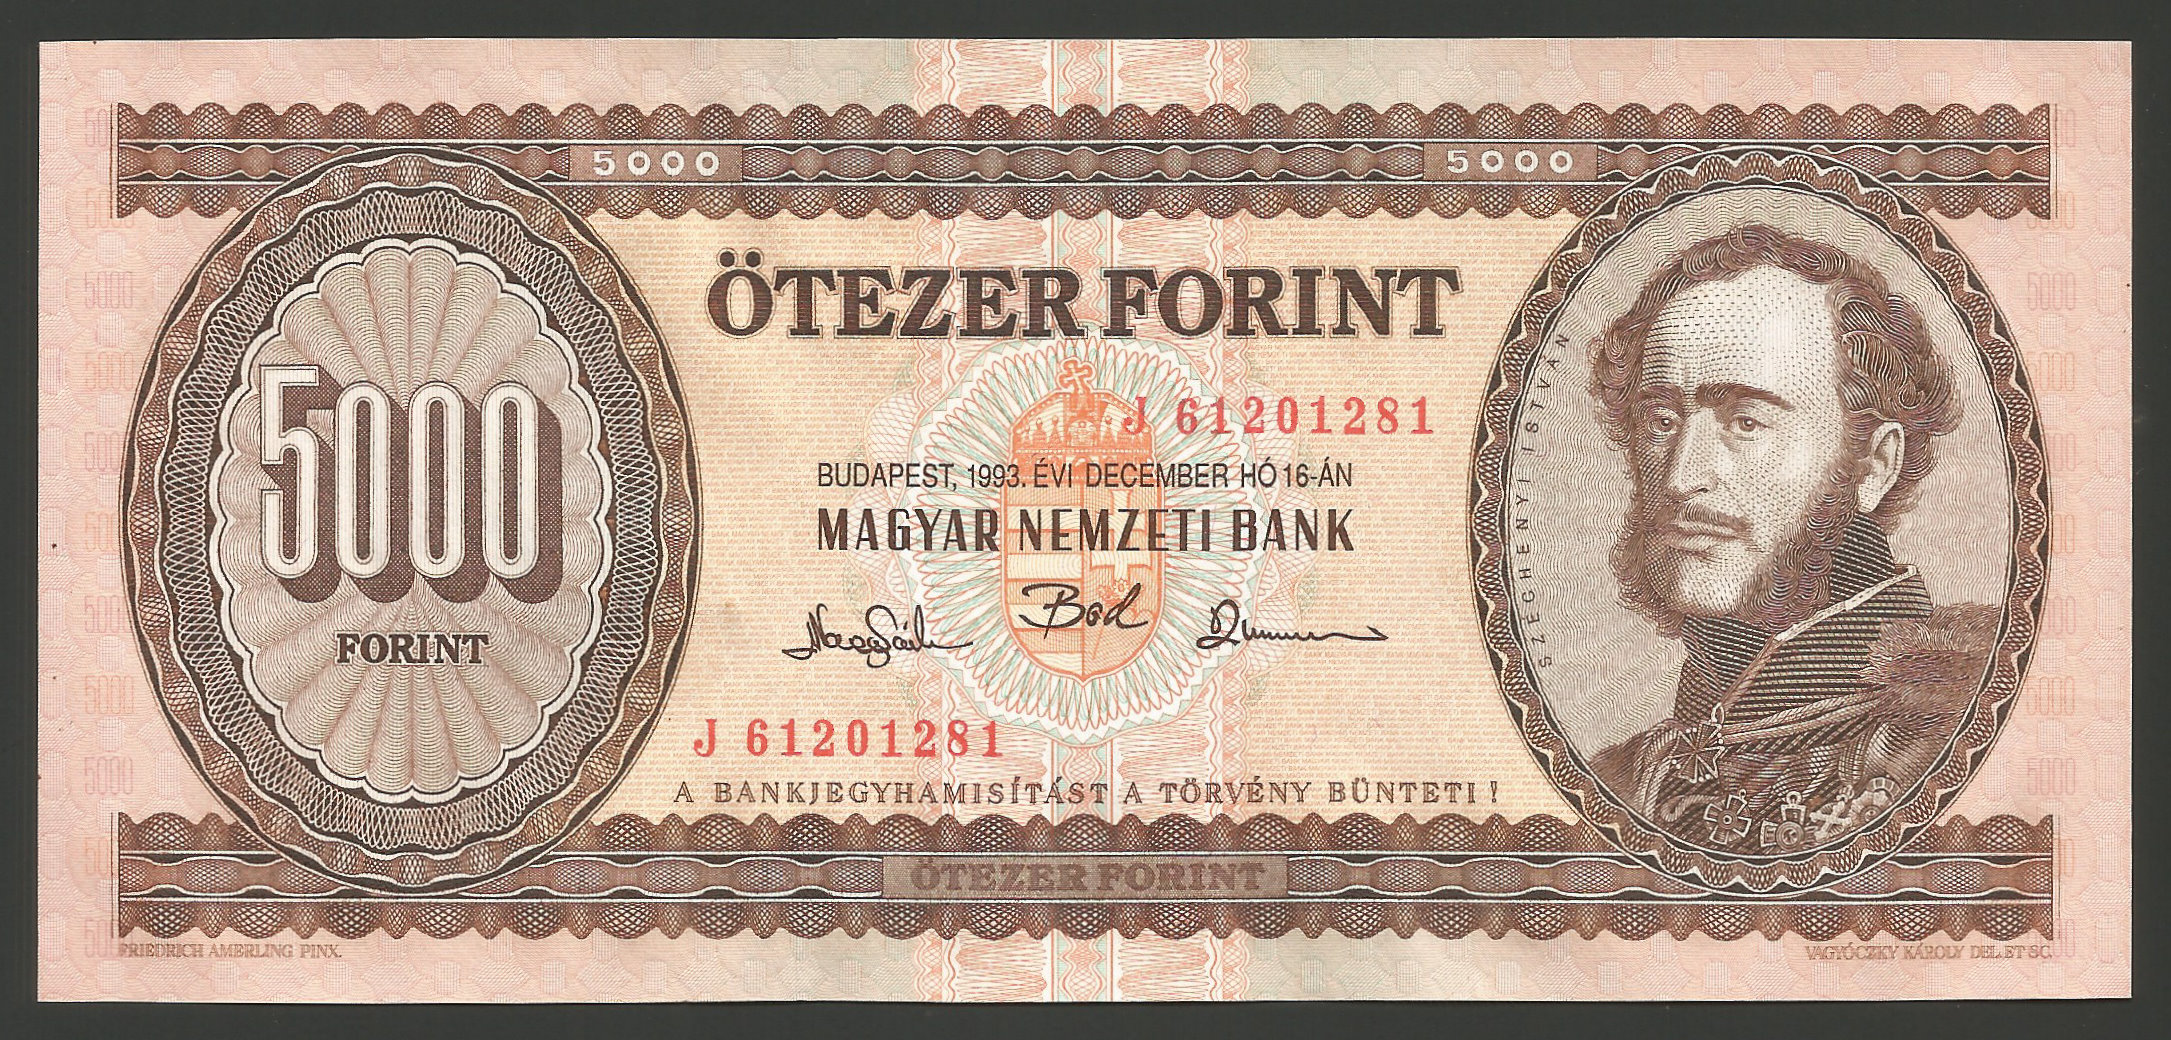 5000 5000
ÖTEZER FORINT
J 61201281
BUDAPEST, 1993. ÉVI DECEMBER HÓ 16-ÁN
MAGYAR NEMZETI BANK
5000
FORINT
SZÉCHENYI ISTVÁN
Bod
J 61201281
A BANKJEGYHAMISÍTÁST A TÖRVÉNY BÜNTETI !
ÖTEZER FORINT
FRIEDRICH AMERLING PINX.
VAGYÓCZKY KÁROLY DEL. ET SC.